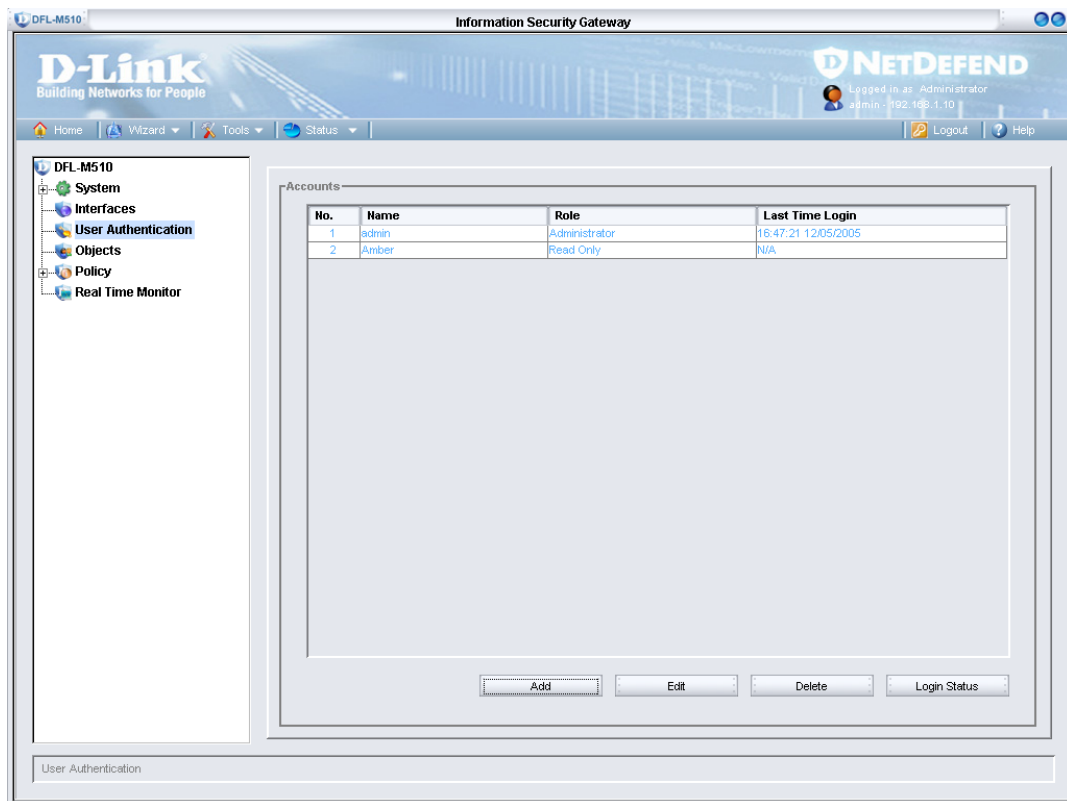 DFL-M510
Information Security Gateway
D-Link
Building Networks for People
NETDEFEND
Logged in as Administrator
admin - 192.168.1.10
Home Wizard Tools Status Logout Help
DFL-M510
System
Interfaces
User Authentication
Objects
Policy
Real Time Monitor
Accounts
No. Name Role Last Time Login
1 admin Administrator 16:47:21 12/05/2005
2 Amber Read Only N/A
Add Edit Delete Login Status
User Authentication